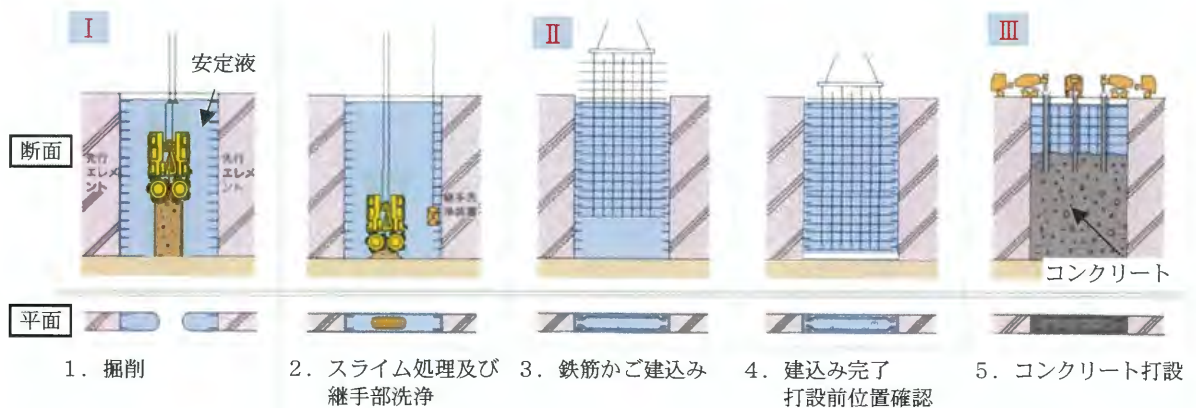 Ⅰ
Ⅱ
Ⅲ
安定液
断面
先行
エレメ
ント
先行
エレメ
ント
コンクリート
平面
1．掘削
2．スライム処理及び
継手部洗浄
3．鉄筋かご建込み
4．建込み完了
打設前位置確認
5．コンクリート打設